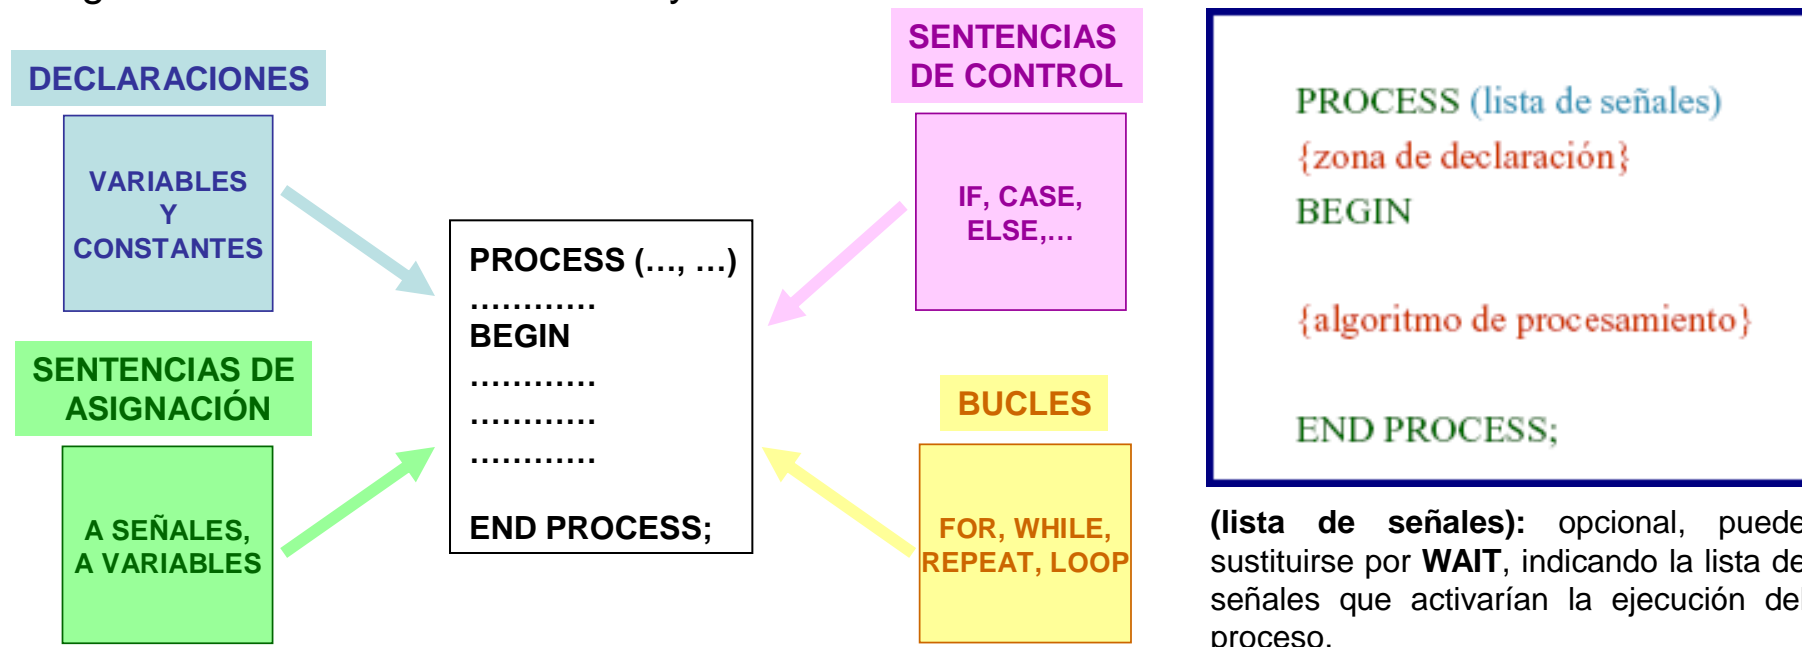 DECLARACIONES
VARIABLES
Y
CONSTANTES
SENTENCIAS DE
ASIGNACIÓN
A SEÑALES,
A VARIABLES
PROCESS (…, …)
…………
BEGIN
…………
…………
…………
END PROCESS;
SENTENCIAS
DE CONTROL
IF, CASE,
ELSE,…
BUCLES
FOR, WHILE,
REPEAT, LOOP
PROCESS (lista de señales)
{zona de declaración}
BEGIN
{algoritmo de procesamiento}
END PROCESS;
(lista de señales): opcional, puede
sustituirse por WAIT, indicando la lista de
señales que activarían la ejecución del
proceso.